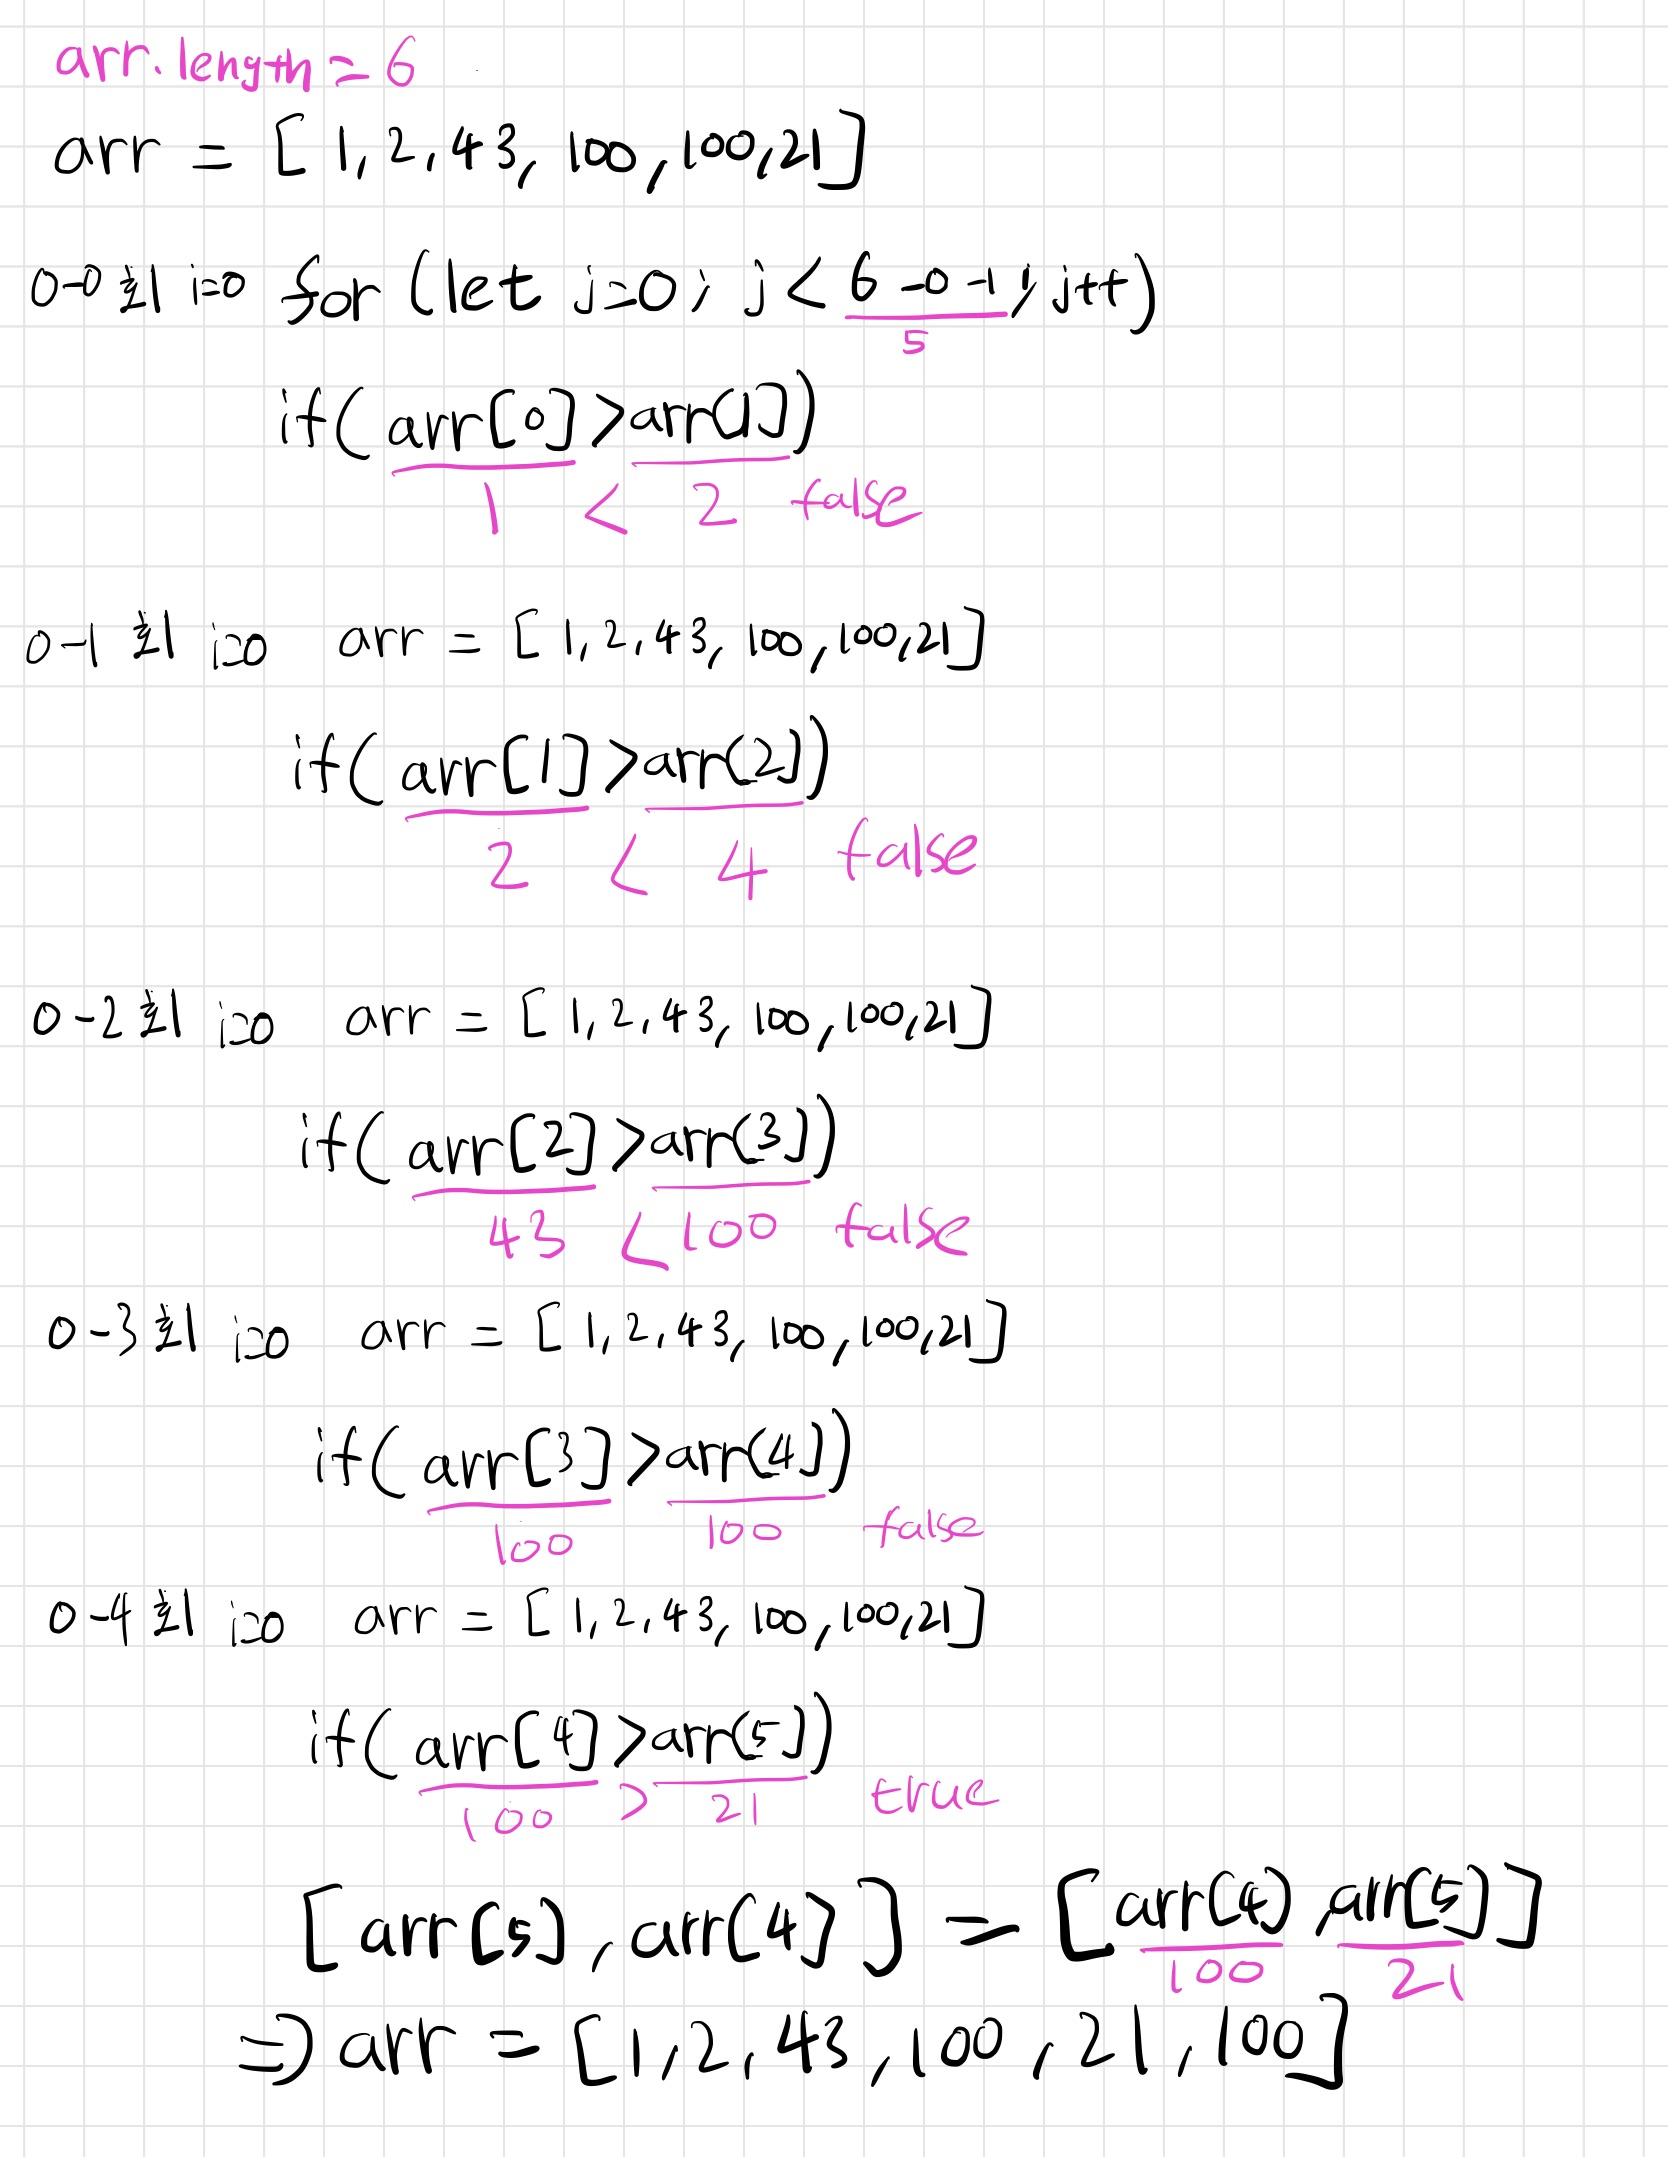 arr.length = 6
arr = [1, 2, 43, 100, 100, 21]
0-0 i=0 for (let j=0; j < 6-0-1; j++)
5
if(arr[0]>arr[1])
1 < 2 false
0-1 i=0 arr = [1, 2, 43, 100, 100, 21]
if(arr[1]>arr[2])
2 < 4 false
0-2 i=0 arr = [1, 2, 43, 100, 100, 21]
if(arr[2]>arr[3])
43 < 100 false
0-3 i=0 arr = [1, 2, 43, 100, 100, 21]
if(arr[3]>arr[4])
100 100 false
0-4 i=0 arr = [1, 2, 43, 100, 100, 21]
if(arr[4]>arr[5])
100 > 21 true
[arr[5], arr[4]] = [arr[4], arr[5]]
100 21
⇒ arr = [1, 2, 43, 100, 21, 100]